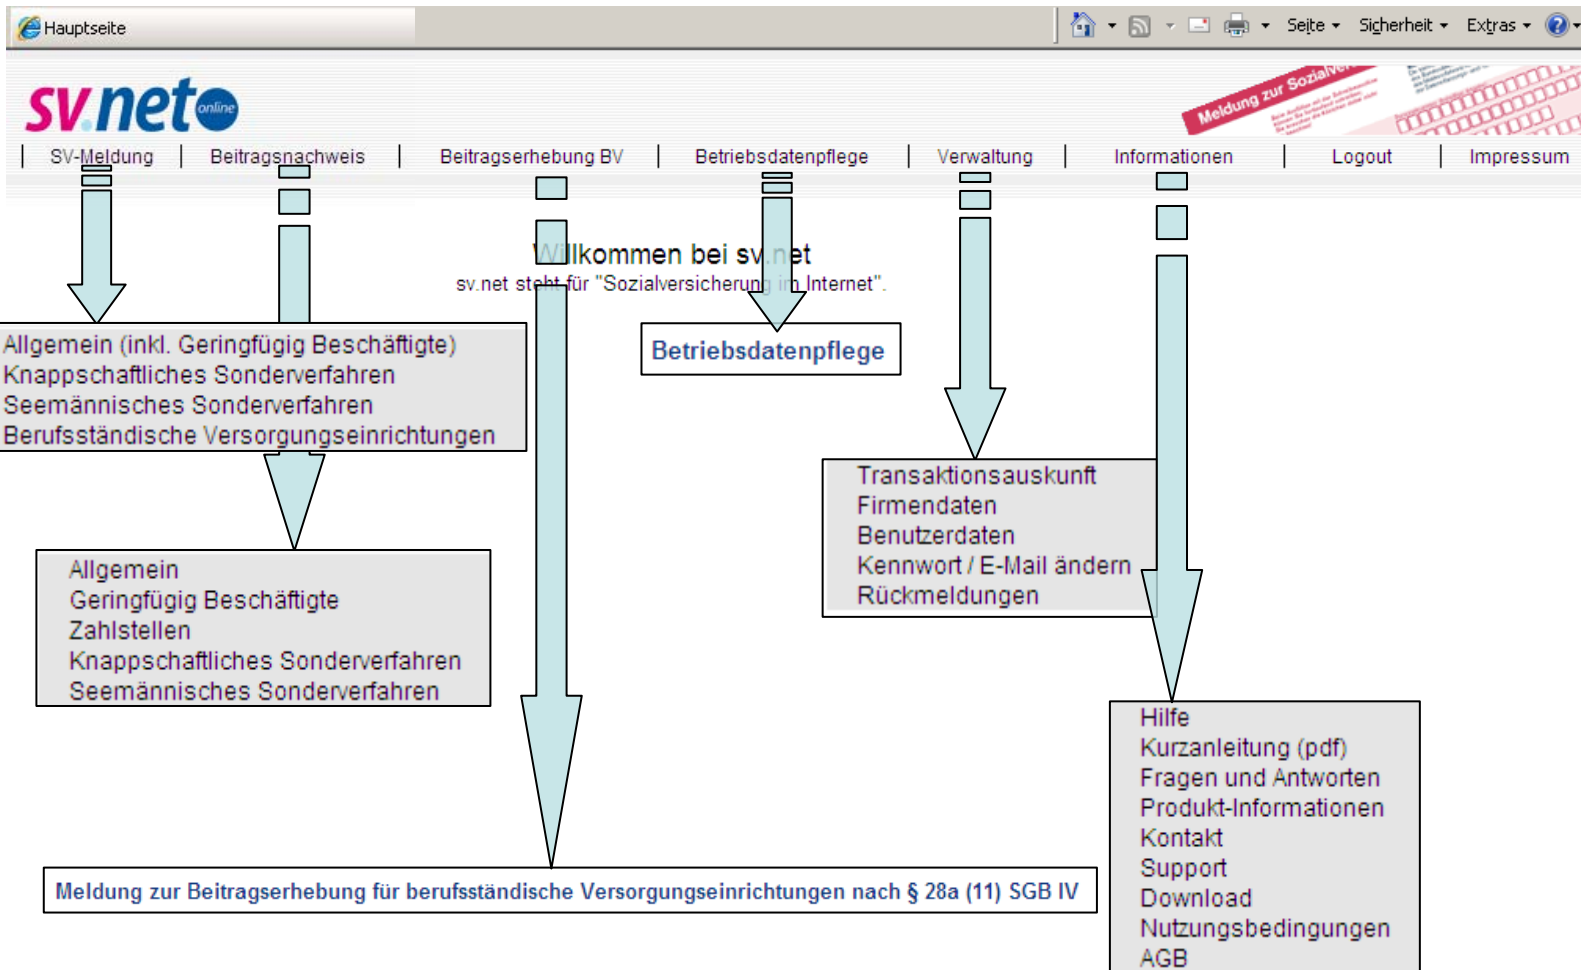 Hauptseite
Seite Sicherheit Extras
Meldung zur Sozialver
sv.net online
SV-Meldung | Beitragsnachweis | Beitragserhebung BV | Betriebsdatenpflege | Verwaltung | Informationen | Logout | Impressum
Willkommen bei sv.net
sv.net steht für "Sozialversicherung im Internet".
Allgemein (inkl. Geringfügig Beschäftigte)
Knappschaftliches Sonderverfahren
Seemännisches Sonderverfahren
Berufsständische Versorgungseinrichtungen
Betriebsdatenpflege
Transaktionsauskunft
Firmendaten
Benutzerdaten
Kennwort / E-Mail ändern
Rückmeldungen
Allgemein
Geringfügig Beschäftigte
Zahlstellen
Knappschaftliches Sonderverfahren
Seemännisches Sonderverfahren
Meldung zur Beitragserhebung für berufsständische Versorgungseinrichtungen nach § 28a (11) SGB IV
Hilfe
Kurzanleitung (pdf)
Fragen und Antworten
Produkt-Informationen
Kontakt
Support
Download
Nutzungsbedingungen
AGB